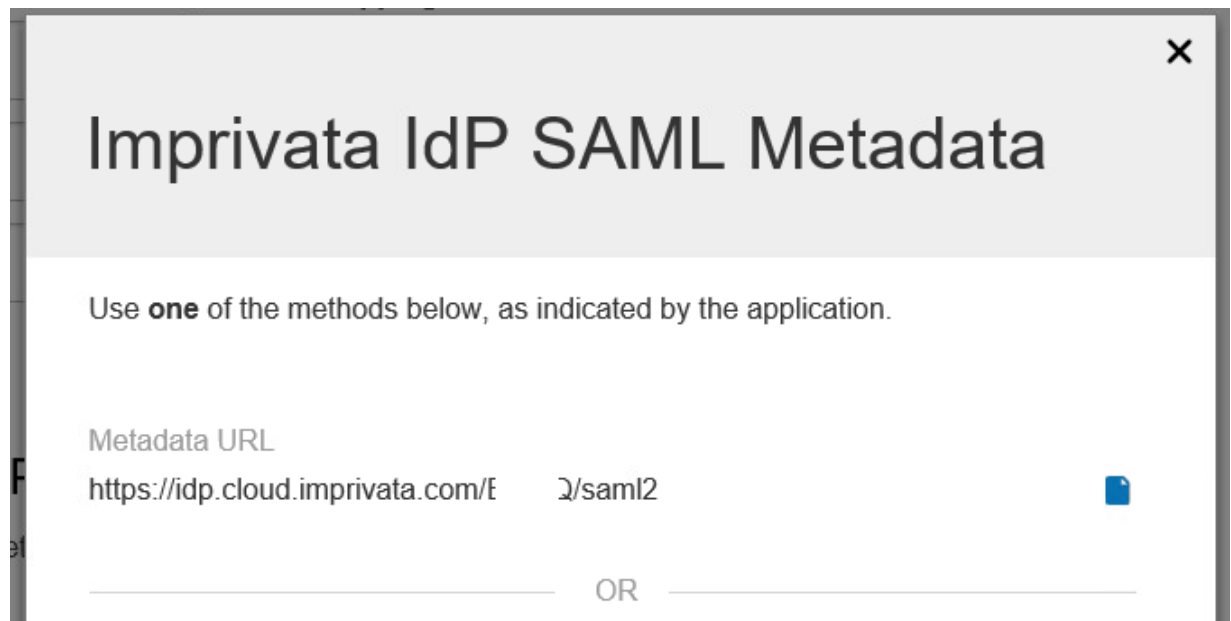 Imprivata IdP SAML Metadata
Use one of the methods below, as indicated by the application.
Metadata URL
https://idp.cloud.imprivata.com/E Q/saml2
OR